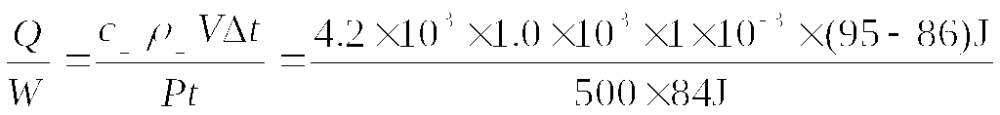 Q/W = c_ ρ_ VΔt / Pt = 4.2 ×10³ ×1.0 ×10³ ×1 ×10⁻³ ×(95 - 86)J / 500 ×84J